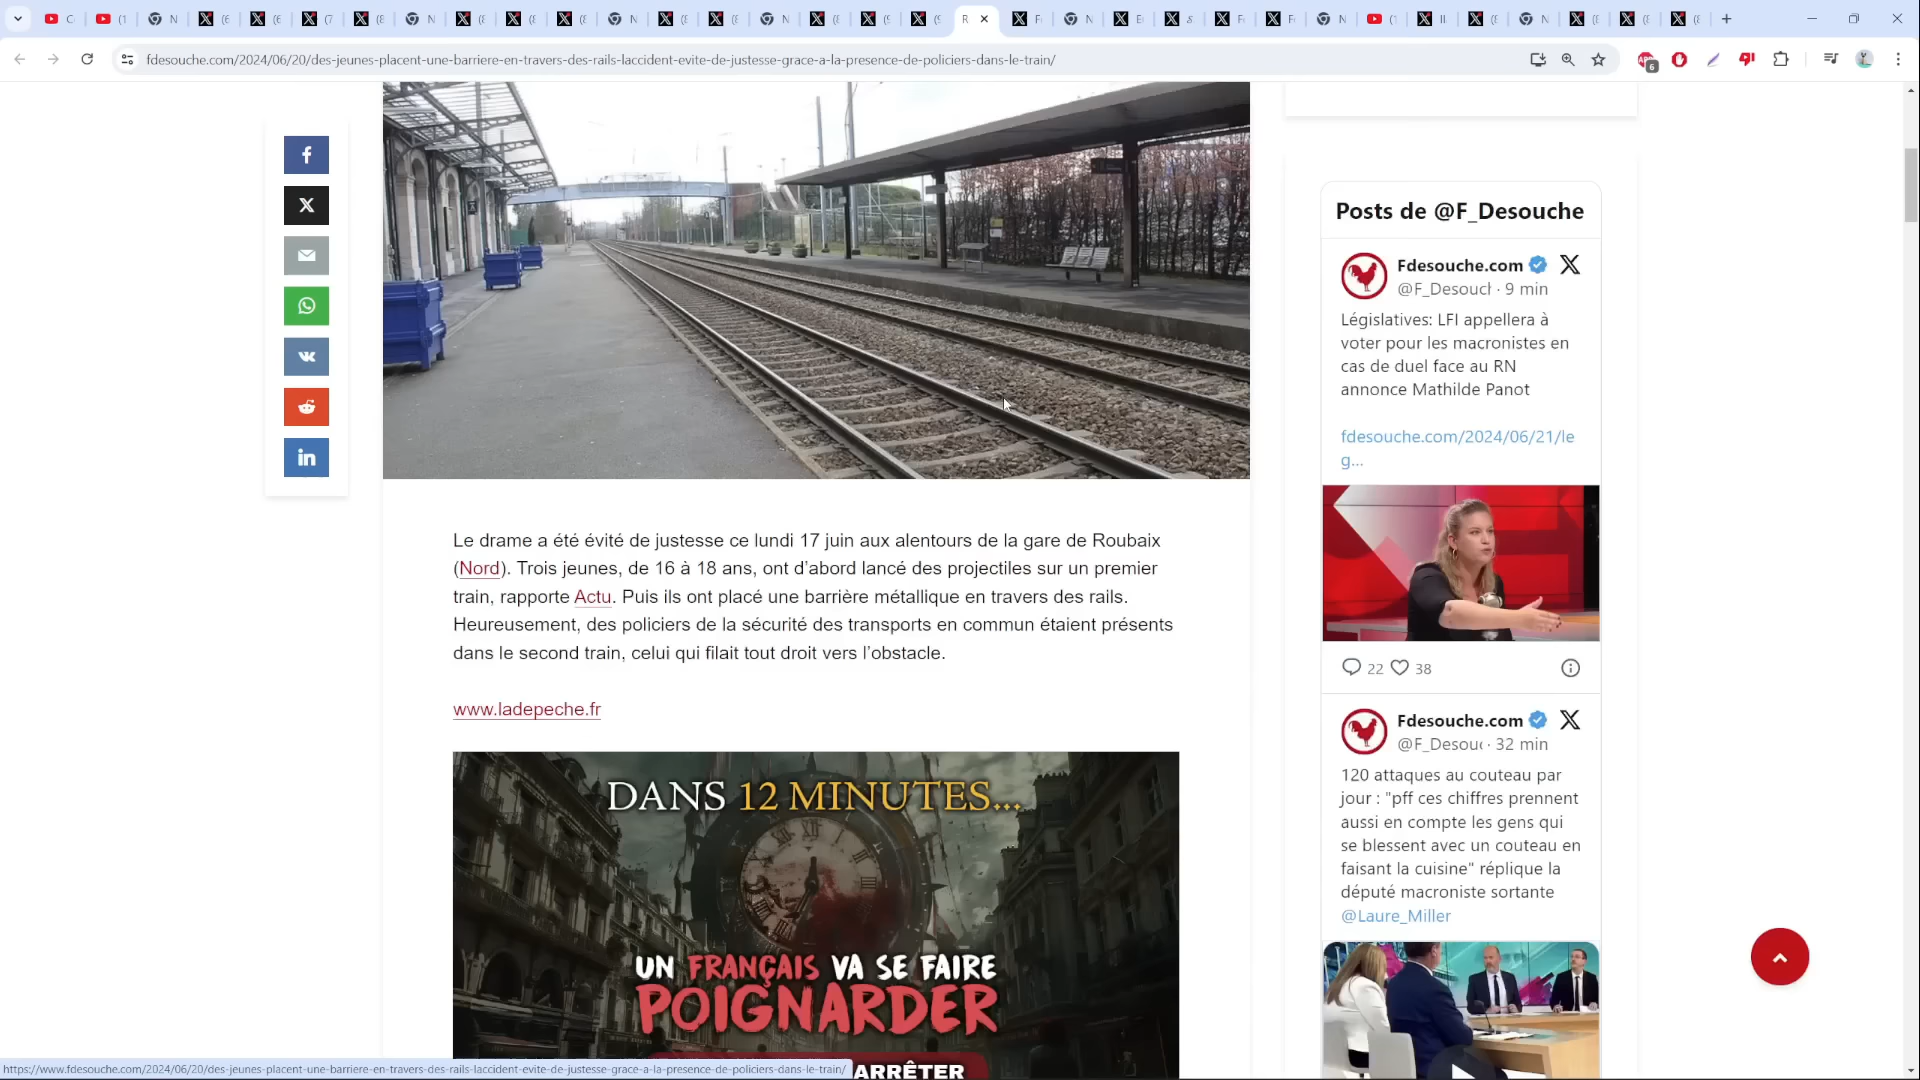 fdesouche.com/2024/06/20/des-jeunes-placent-une-barriere-en-travers-des-rails-laccident-evite-de-justesse-grace-a-la-presence-de-policiers-dans-le-train/
6
Le drame a été évité de justesse ce lundi 17 juin aux alentours de la gare de Roubaix
(Nord). Trois jeunes, de 16 à 18 ans, ont d’abord lancé des projectiles sur un premier
train, rapporte Actu. Puis ils ont placé une barrière métallique en travers des rails.
Heureusement, des policiers de la sécurité des transports en commun étaient présents
dans le second train, celui qui filait tout droit vers l’obstacle.
www.ladepeche.fr
DANS 12 MINUTES...
UN FRANÇAIS VA SE FAIRE
POIGNARDER
ARRÊTER
Posts de @F_Desouche
Fdesouche.com
@F_Desouch · 9 min
Législatives: LFI appellera à
voter pour les macronistes en
cas de duel face au RN
annonce Mathilde Panot
fdesouche.com/2024/06/21/le
g...
22 38
Fdesouche.com
@F_Desouc · 32 min
120 attaques au couteau par
jour : "pff ces chiffres prennent
aussi en compte les gens qui
se blessent avec un couteau en
faisant la cuisine" réplique la
député macroniste sortante
@Laure_Miller
https://www.fdesouche.com/2024/06/20/des-jeunes-placent-une-barriere-en-travers-des-rails-laccident-evite-de-justesse-grace-a-la-presence-de-policiers-dans-le-train/